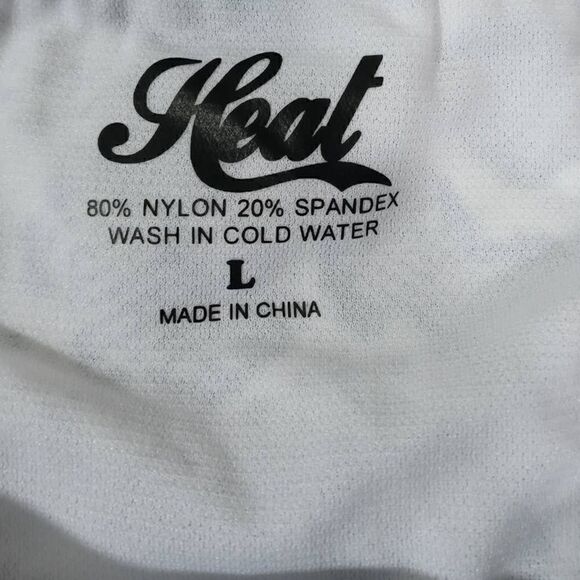 Heat
80% NYLON 20% SPANDEX
WASH IN COLD WATER
L
MADE IN CHINA